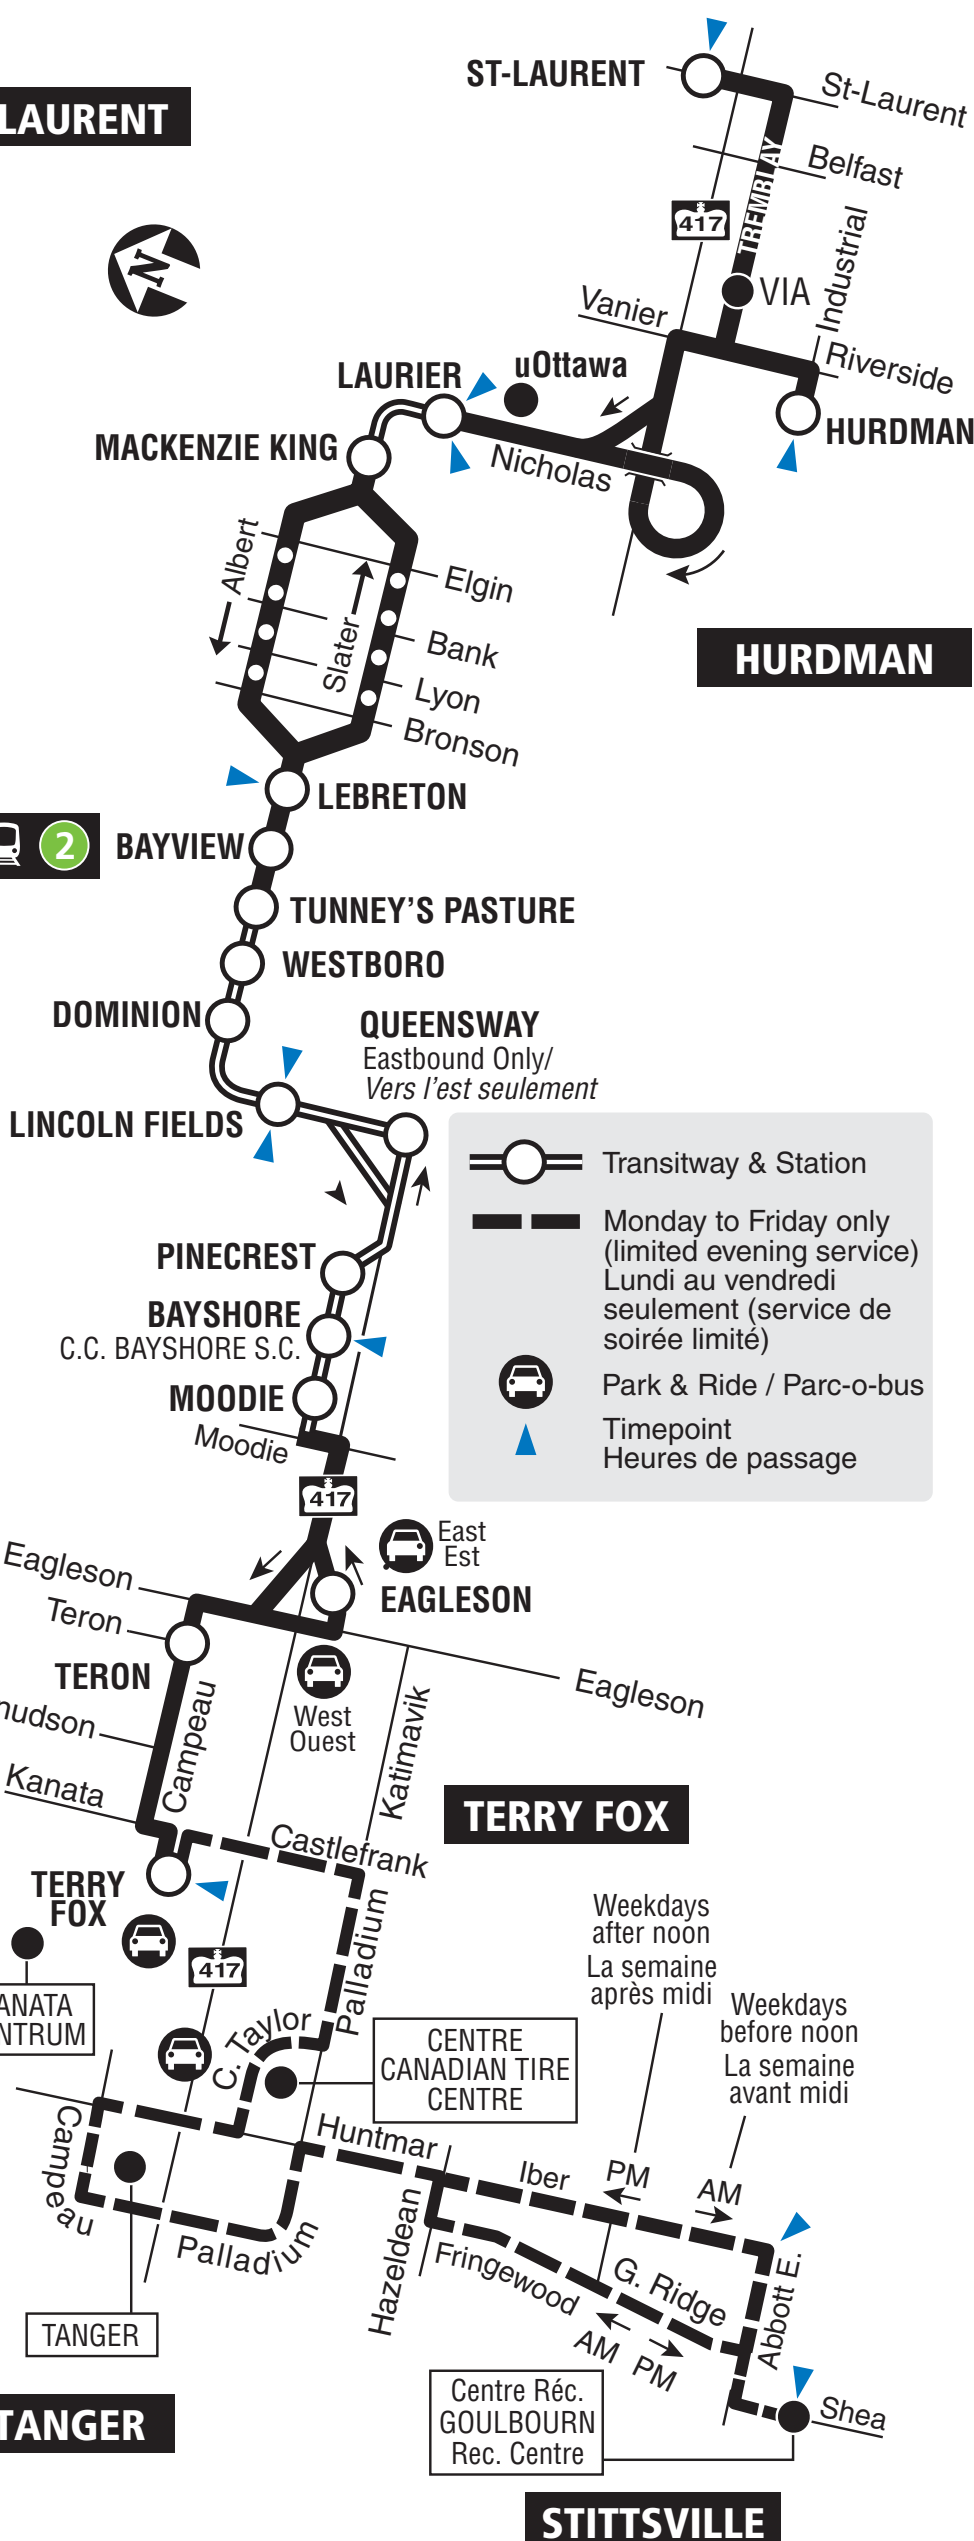 ST-LAURENT
St-Laurent
LAURENT
Belfast
TREMBLAY
417
Industrial
N
VIA
Vanier
Riverside
uOttawa
LAURIER
HURDMAN
MACKENZIE KING
Nicholas
Albert
Elgin
Slater
Bank
HURDMAN
Lyon
Bronson
LEBRETON
2
BAYVIEW
TUNNEY'S PASTURE
WESTBORO
DOMINION
QUEENSWAY
Eastbound Only/
Vers l'est seulement
LINCOLN FIELDS
Transitway & Station
Monday to Friday only
(limited evening service)
Lundi au vendredi
seulement (service de
soirée limité)
Park & Ride / Parc-o-bus
Timepoint
Heures de passage
PINECREST
BAYSHORE
C.C. BAYSHORE S.C.
MOODIE
Moodie
417
East
Est
Eagleson
EAGLESON
Teron
TERON
Eagleson
West
Ouest
nudson
Campeau
Katimavik
Kanata
TERRY FOX
Castlefrank
TERRY
FOX
Palladium
Weekdays
after noon
La semaine
après midi
417
Weekdays
before noon
La semaine
avant midi
ANATA
NTRUM
C. Taylor
CENTRE
CANADIAN TIRE
CENTRE
Campeau
Huntmar
Iber
PM
AM
Palladium
Hazeldean
Fringewood
G. Ridge
Abbott E.
TANGER
AM
PM
Centre Réc.
GOULBOURN
Rec. Centre
Shea
TANGER
STITTSVILLE